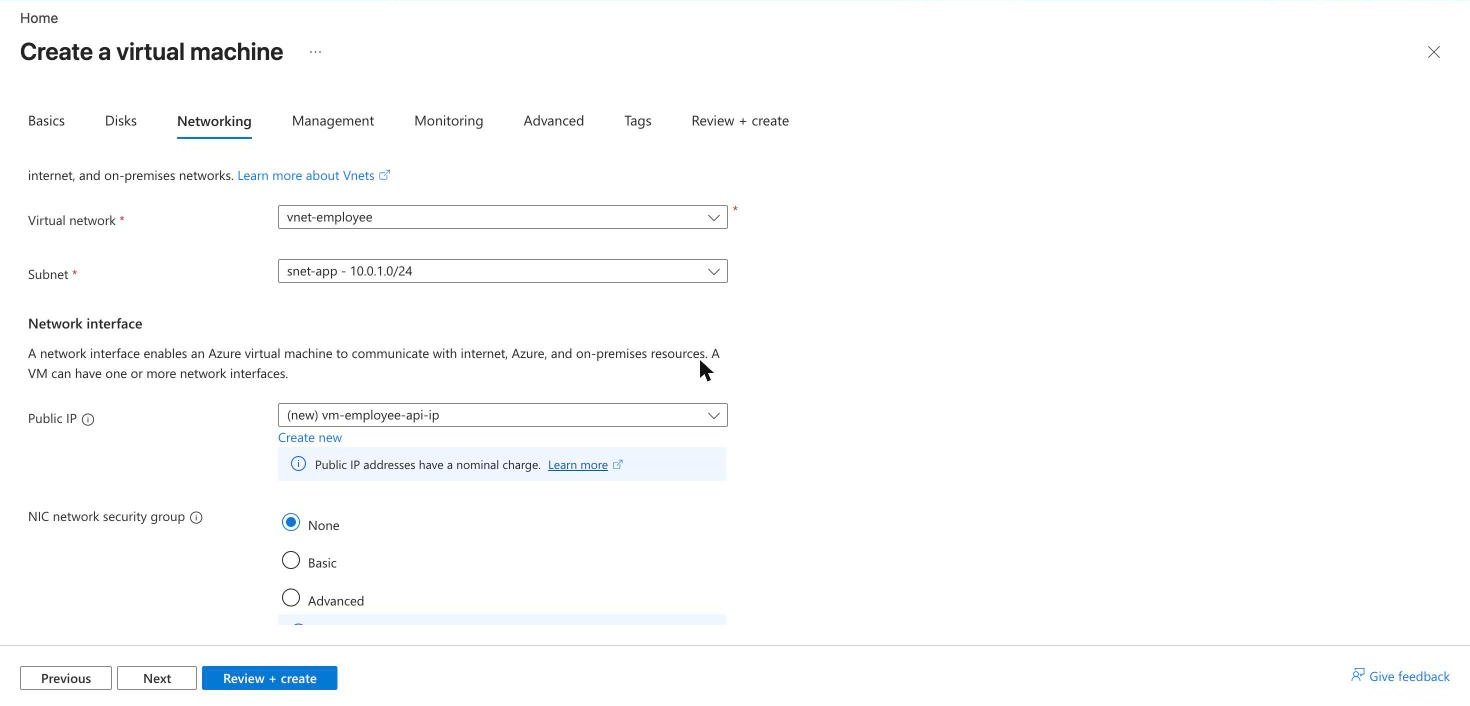 Home
Create a virtual machine ...
Basics Disks Networking Management Monitoring Advanced Tags Review + create
internet, and on-premises networks. Learn more about Vnets
Virtual network * vnet-employee *
Subnet * snet-app - 10.0.1.0/24
Network interface
A network interface enables an Azure virtual machine to communicate with internet, Azure, and on-premises resources. A
VM can have one or more network interfaces.
Public IP (new) vm-employee-api-ip
Create new
Public IP addresses have a nominal charge. Learn more
NIC network security group None
Basic
Advanced
Previous Next Review + create Give feedback